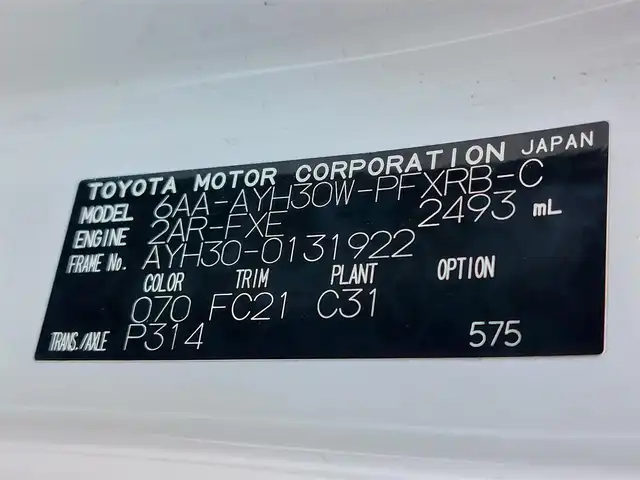 TOYOTA MOTOR CORPORATION JAPAN
MODEL 6AA-AYH30W-PFXRB-C
ENGINE 2AR-FXE 2493 mL
FRAME No. AYH30-0131922
COLOR TRIM PLANT OPTION
070 FC21 C31
TRANS./AXLE P314 575